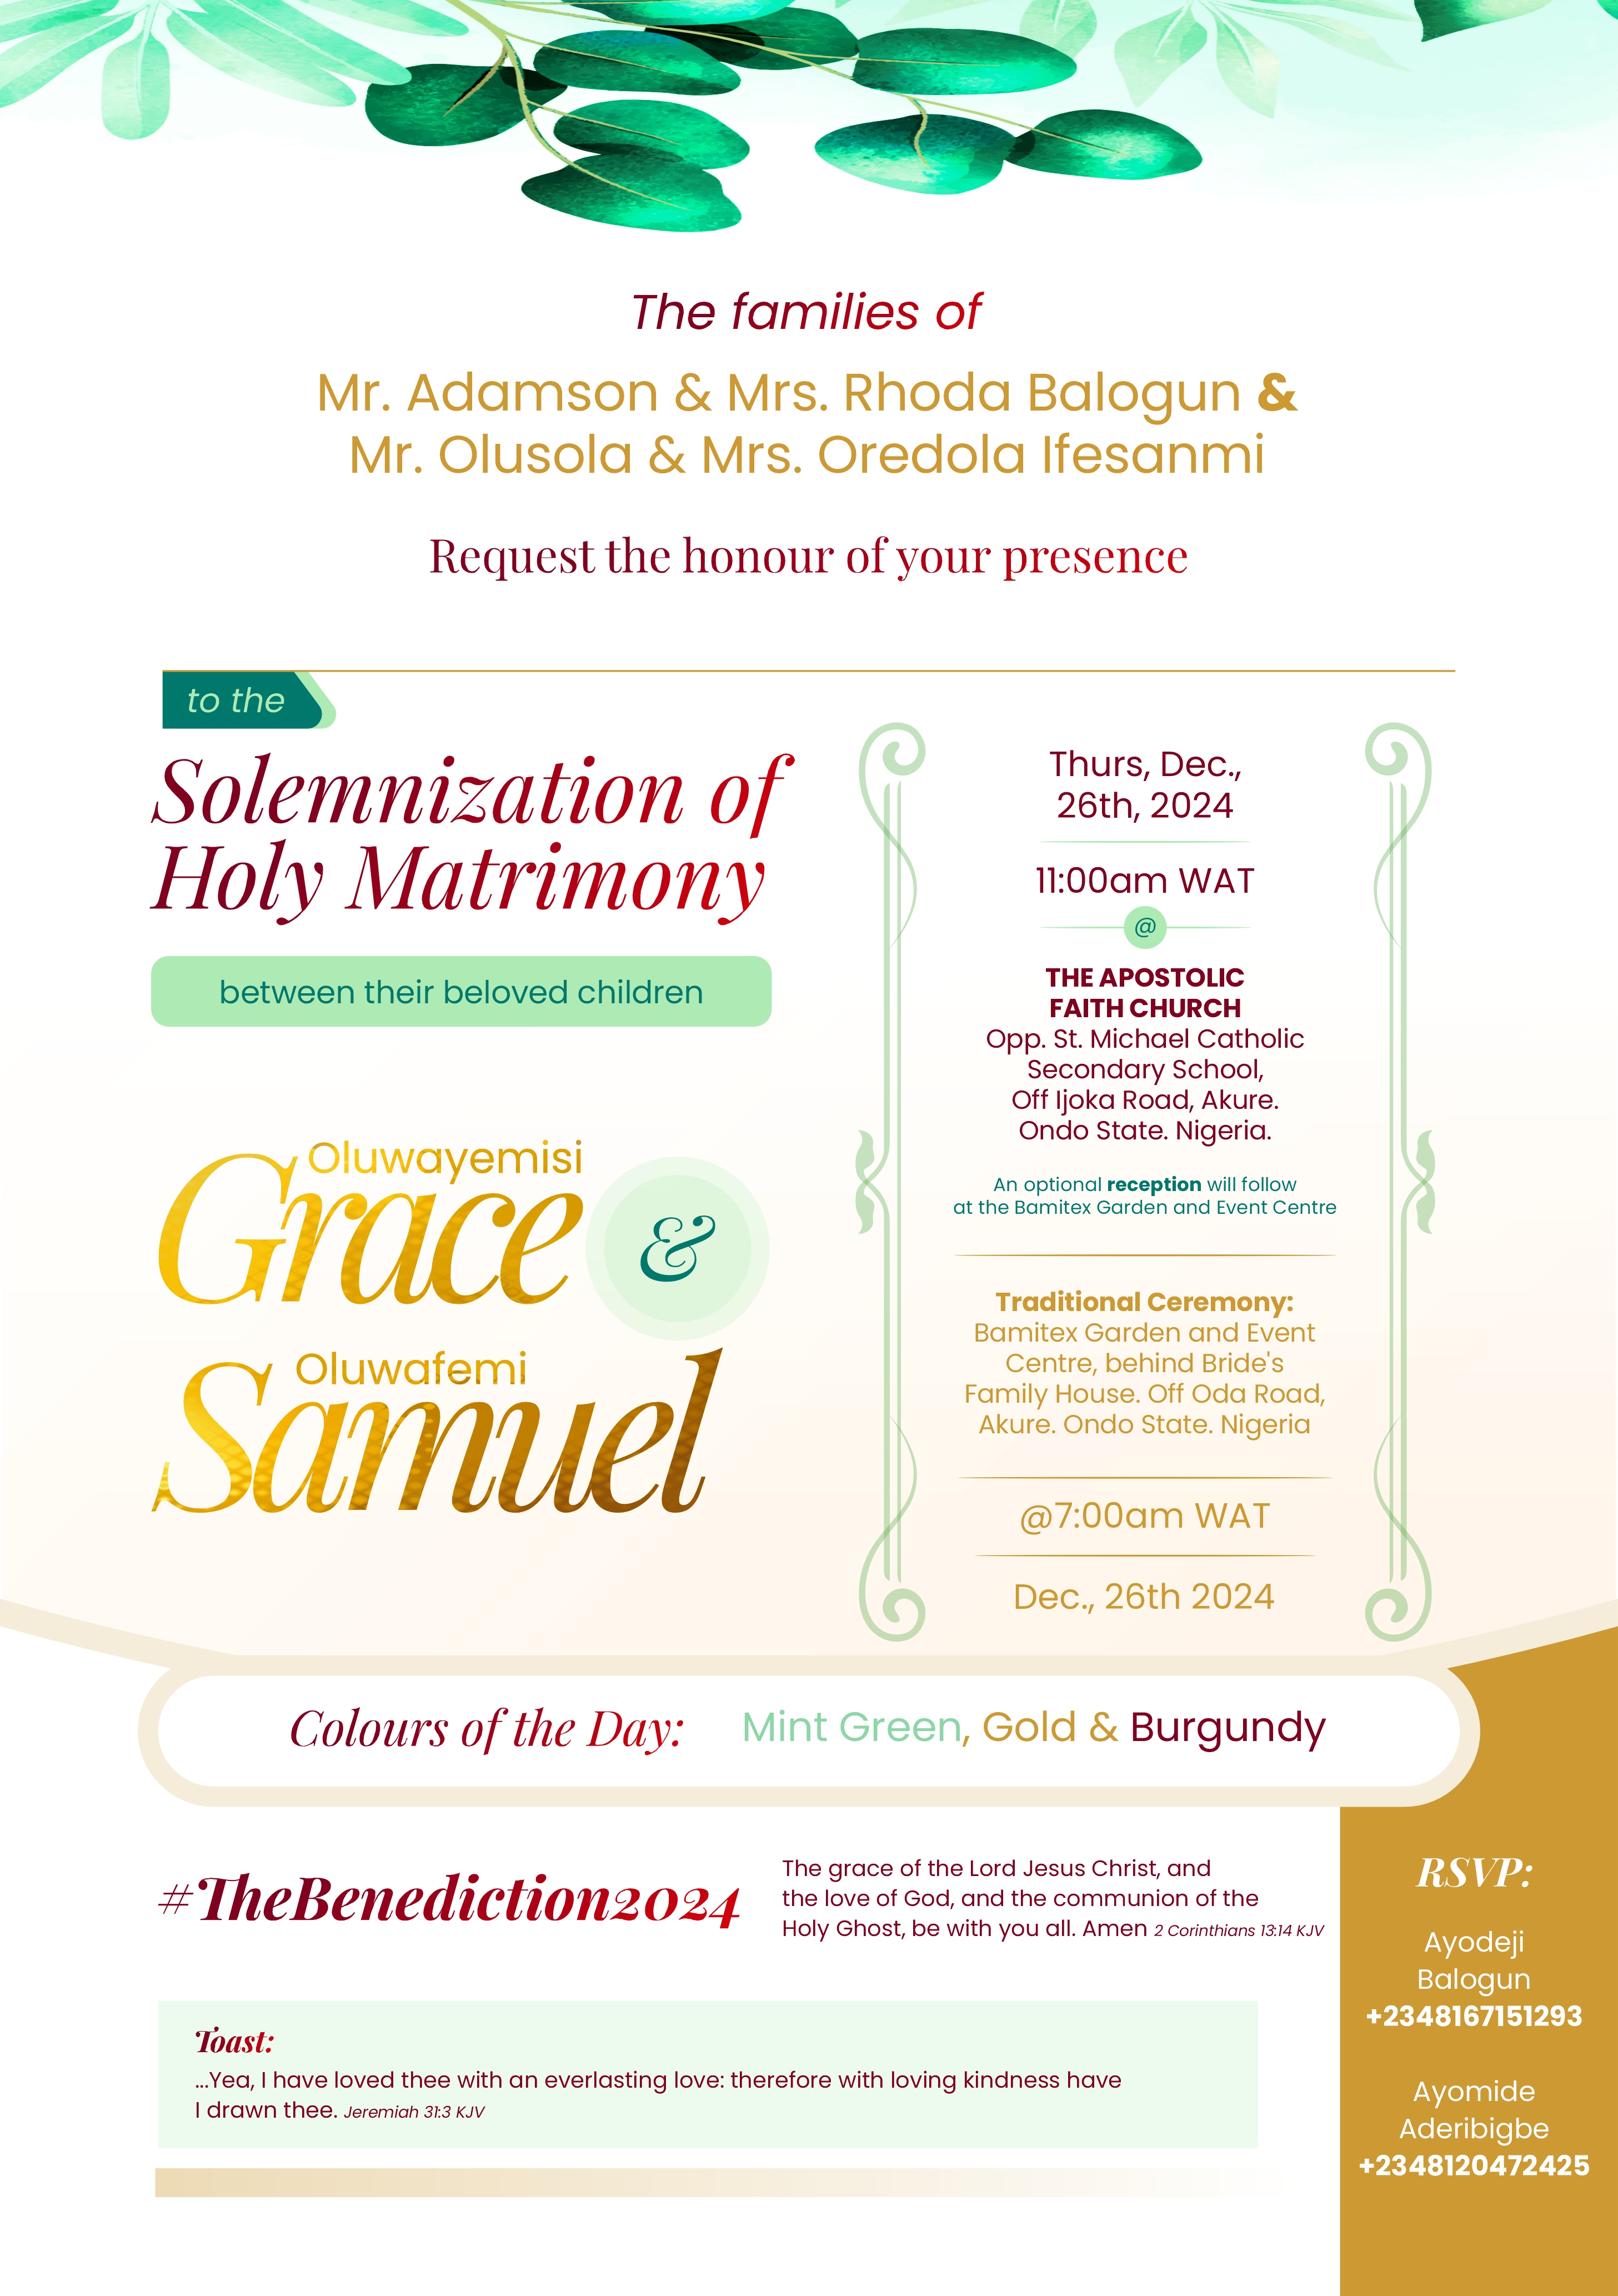 The families of
Mr. Adamson & Mrs. Rhoda Balogun &
Mr. Olusola & Mrs. Oredola Ifesanmi
Request the honour of your presence
to the
Solemnization of
Holy Matrimony
between their beloved children
Oluwayemisi
Grace
&
Oluwafemi
Samuel
Thurs, Dec.,
26th, 2024
11:00am WAT
@
THE APOSTOLIC
FAITH CHURCH
Opp. St. Michael Catholic
Secondary School,
Off Ijoka Road, Akure.
Ondo State. Nigeria.
An optional reception will follow
at the Bamitex Garden and Event Centre
Traditional Ceremony:
Bamitex Garden and Event
Centre, behind Bride's
Family House. Off Oda Road,
Akure. Ondo State. Nigeria
@7:00am WAT
Dec., 26th 2024
Colours of the Day: Mint Green, Gold & Burgundy
#TheBenediction2024
The grace of the Lord Jesus Christ, and
the love of God, and the communion of the
Holy Ghost, be with you all. Amen 2 Corinthians 13:14 KJV
Toast:
...Yea, I have loved thee with an everlasting love: therefore with loving kindness have
I drawn thee. Jeremiah 31:3 KJV
RSVP:
Ayodeji
Balogun
+2348167151293
Ayomide
Aderibigbe
+2348120472425